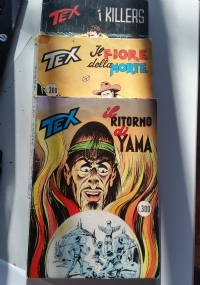 TEX
i KILLERS
TEX
Il FIORE
della
MORTE
L. 300
TEX
il
RITORNO
di
YAMA
300